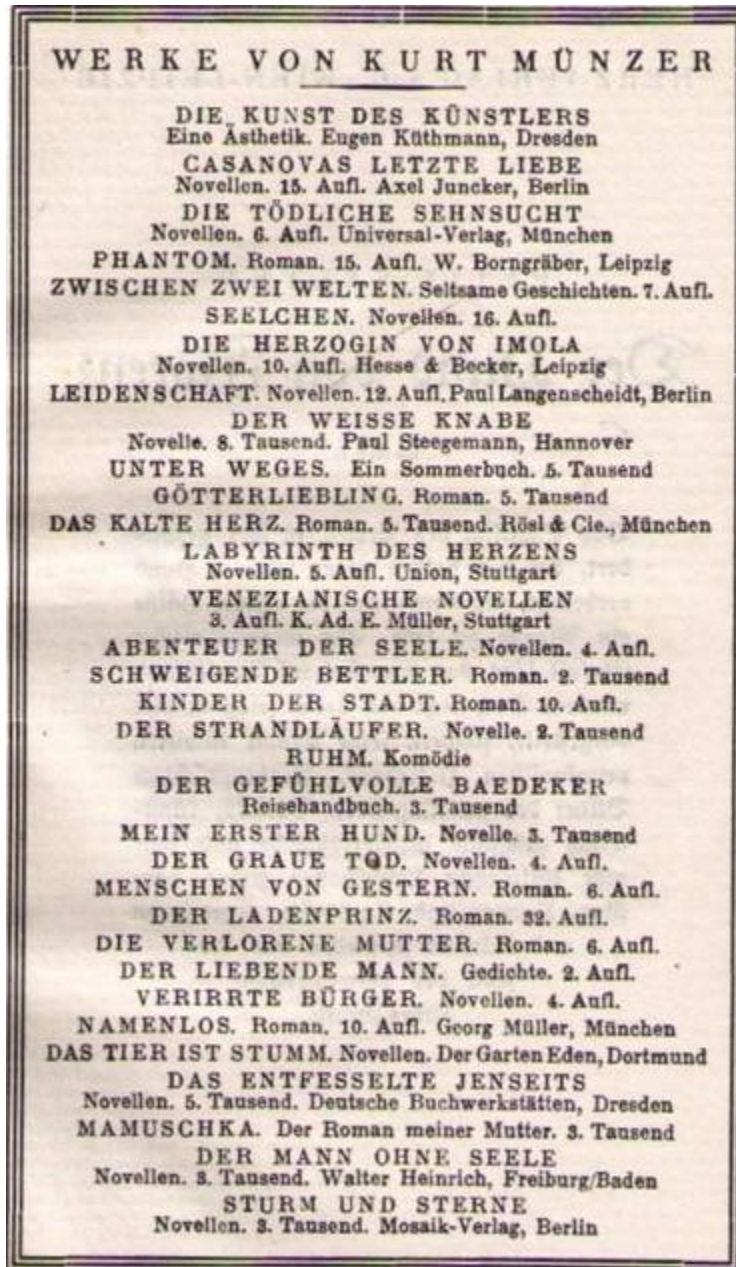 WERKE VON KURT MÜNZER
DIE KUNST DES KÜNSTLERS
Eine Ästhetik. Eugen Küthmann, Dresden
CASANOVAS LETZTE LIEBE
Novellen. 15. Aufl. Axel Juncker, Berlin
DIE TÖDLICHE SEHNSUCHT
Novellen. 6. Aufl. Universal-Verlag, München
PHANTOM. Roman. 15. Aufl. W. Borngräber, Leipzig
ZWISCHEN ZWEI WELTEN. Seltsame Geschichten. 7. Aufl.
SEELCHEN. Novellen. 16. Aufl.
DIE HERZOGIN VON IMOLA
Novellen. 10. Aufl. Hesse & Becker, Leipzig
LEIDENSCHAFT. Novellen. 12. Aufl. Paul Langenscheidt, Berlin
DER WEISSE KNABE
Novelle. 8. Tausend. Paul Steegemann, Hannover
UNTER WEGES. Ein Sommerbuch. 5. Tausend
GÖTTERLIEBLING. Roman. 5. Tausend
DAS KALTE HERZ. Roman. 5. Tausend. Rösl & Cie., München
LABYRINTH DES HERZENS
Novellen. 5. Aufl. Union, Stuttgart
VENEZIANISCHE NOVELLEN
3. Aufl. K. Ad. E. Müller, Stuttgart
ABENTEUER DER SEELE. Novellen. 4. Aufl.
SCHWEIGENDE BETTLER. Roman. 2. Tausend
KINDER DER STADT. Roman. 10. Aufl.
DER STRANDLÄUFER. Novelle. 2. Tausend
RUHM. Komödie
DER GEFÜHLVOLLE BAEDEKER
Reisehandbuch. 3. Tausend
MEIN ERSTER HUND. Novelle. 3. Tausend
DER GRAUE TOD. Novellen. 4. Aufl.
MENSCHEN VON GESTERN. Roman. 6. Aufl.
DER LADENPRINZ. Roman. 32. Aufl.
DIE VERLORENE MUTTER. Roman. 6. Aufl.
DER LIEBENDE MANN. Gedichte. 2. Aufl.
VERIRRTE BÜRGER. Novellen. 4. Aufl.
NAMENLOS. Roman. 10. Aufl. Georg Müller, München
DAS TIER IST STUMM. Novellen. Der Garten Eden, Dortmund
DAS ENTFESSELTE JENSEITS
Novellen. 5. Tausend. Deutsche Buchwerkstätten, Dresden
MAMUSCHKA. Der Roman meiner Mutter. 3. Tausend
DER MANN OHNE SEELE
Novellen. 3. Tausend. Walter Heinrich, Freiburg/Baden
STURM UND STERNE
Novellen. 3. Tausend. Mosaik-Verlag, Berlin